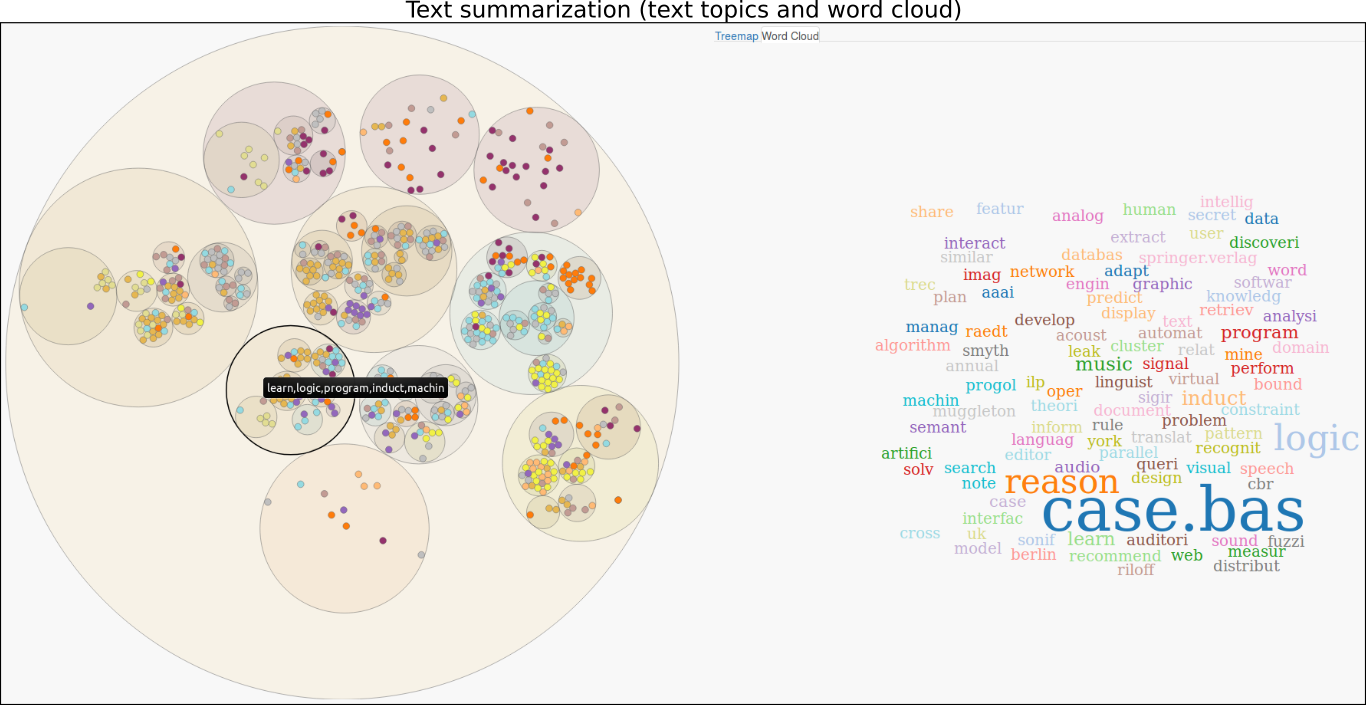 Text summarization (text topics and word cloud)
Treemap Word Cloud
learn,logic,program,induct,machin
share featur analog human intellig
secret data
interact extract user discoveri
similar databas springer.verlag
imag network adapt word
trec engin graphic softwar
plan aaai predict knowledg
display retriev analysi
manag raedt develop text
acoust automat program
algorithm smyth leak cluster relat mine domain
annual music signal perform
progol ilp linguist virtual bound
machin oper sigir induct
muggleton theori document constraint
semant inform rule problem
languag york translat pattern logic
artifici editor parallel recognit
solv search audio queri visual speech
note reason design cbr
case case.bas
interfac
cross uk learn auditori sound fuzzi
model sonif measur
berlin recommend web
riloff distribut